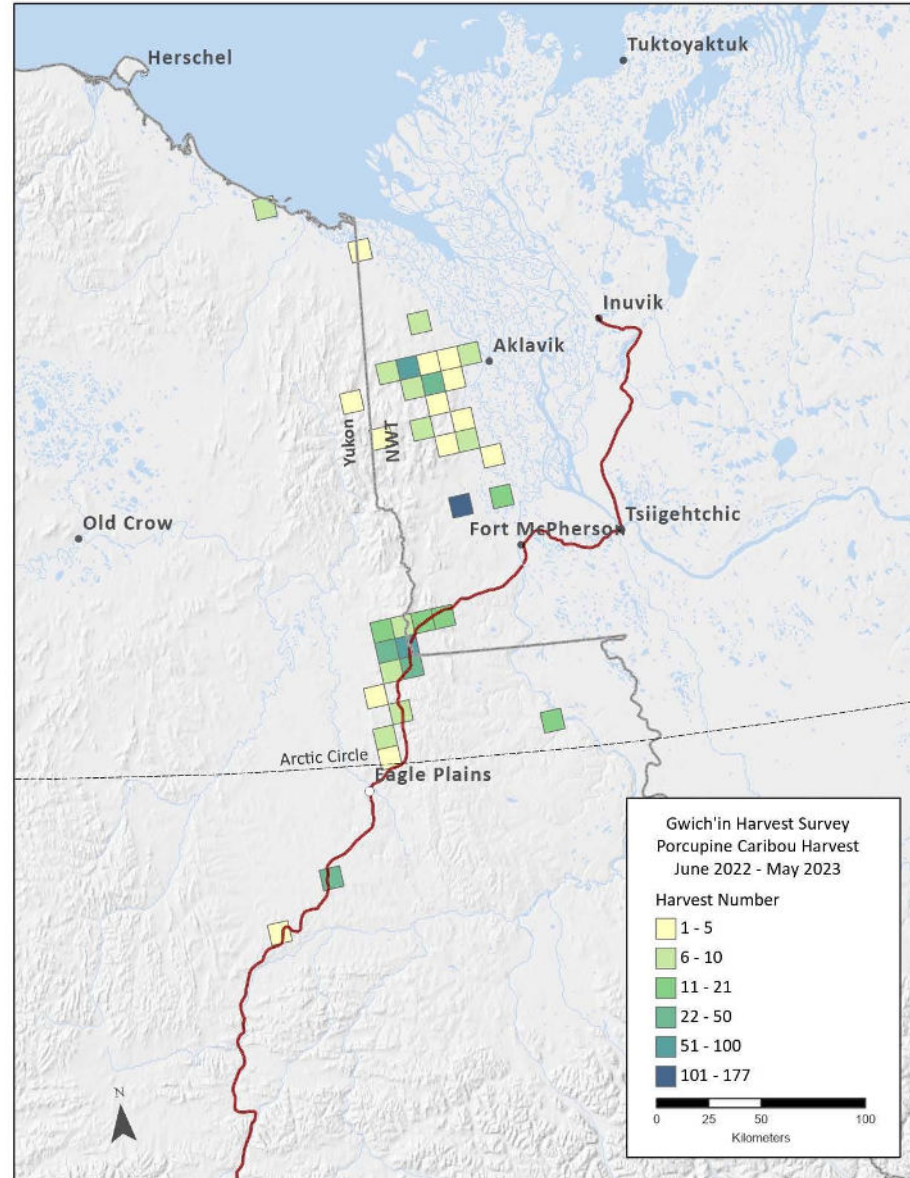 Tuktoyaktuk
Herschel
Inuvik
Aklavik
Yukon
NWT
Old Crow
Tsiigehtchic
Fort McPherson
Arctic Circle
Eagle Plains
Gwich'in Harvest Survey
Porcupine Caribou Harvest
June 2022 - May 2023
Harvest Number
1 - 5
6 - 10
11 - 21
22 - 50
51 - 100
101 - 177
0 25 50 100
Kilometers
N